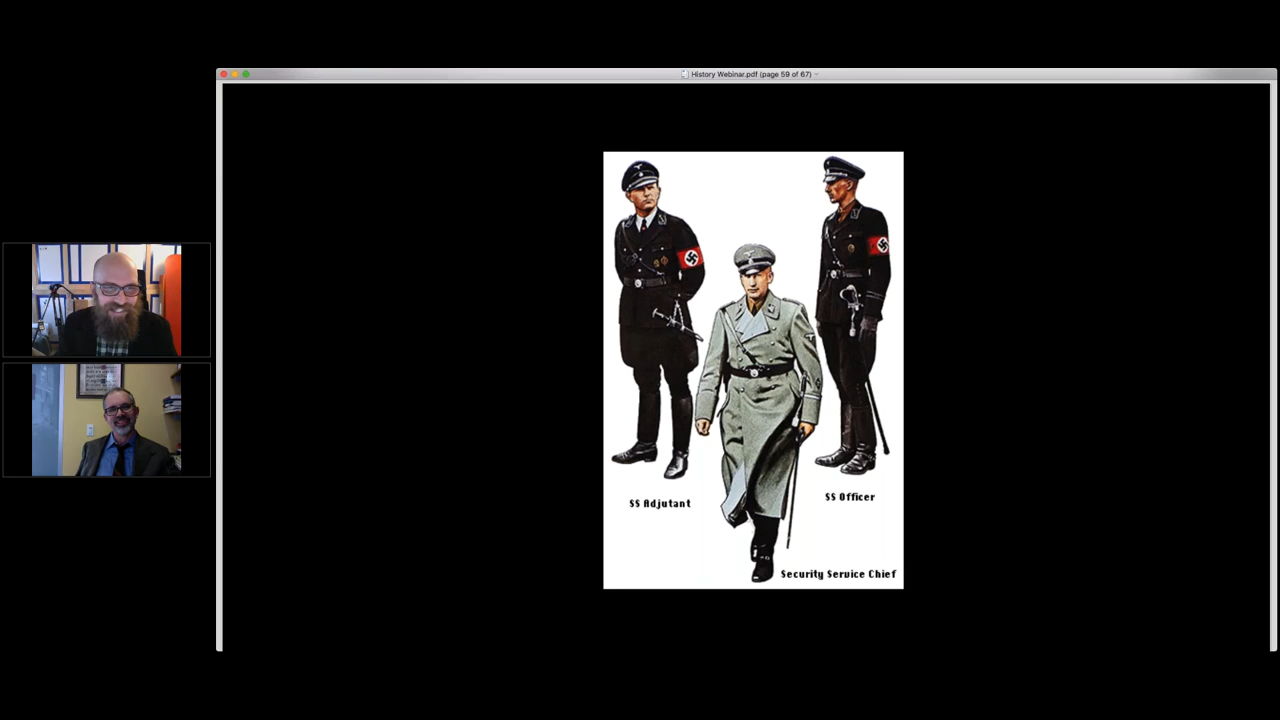 History Webinar.pdf (page 59 of 67)
SS Adjutant
SS Officer
Security Service Chief